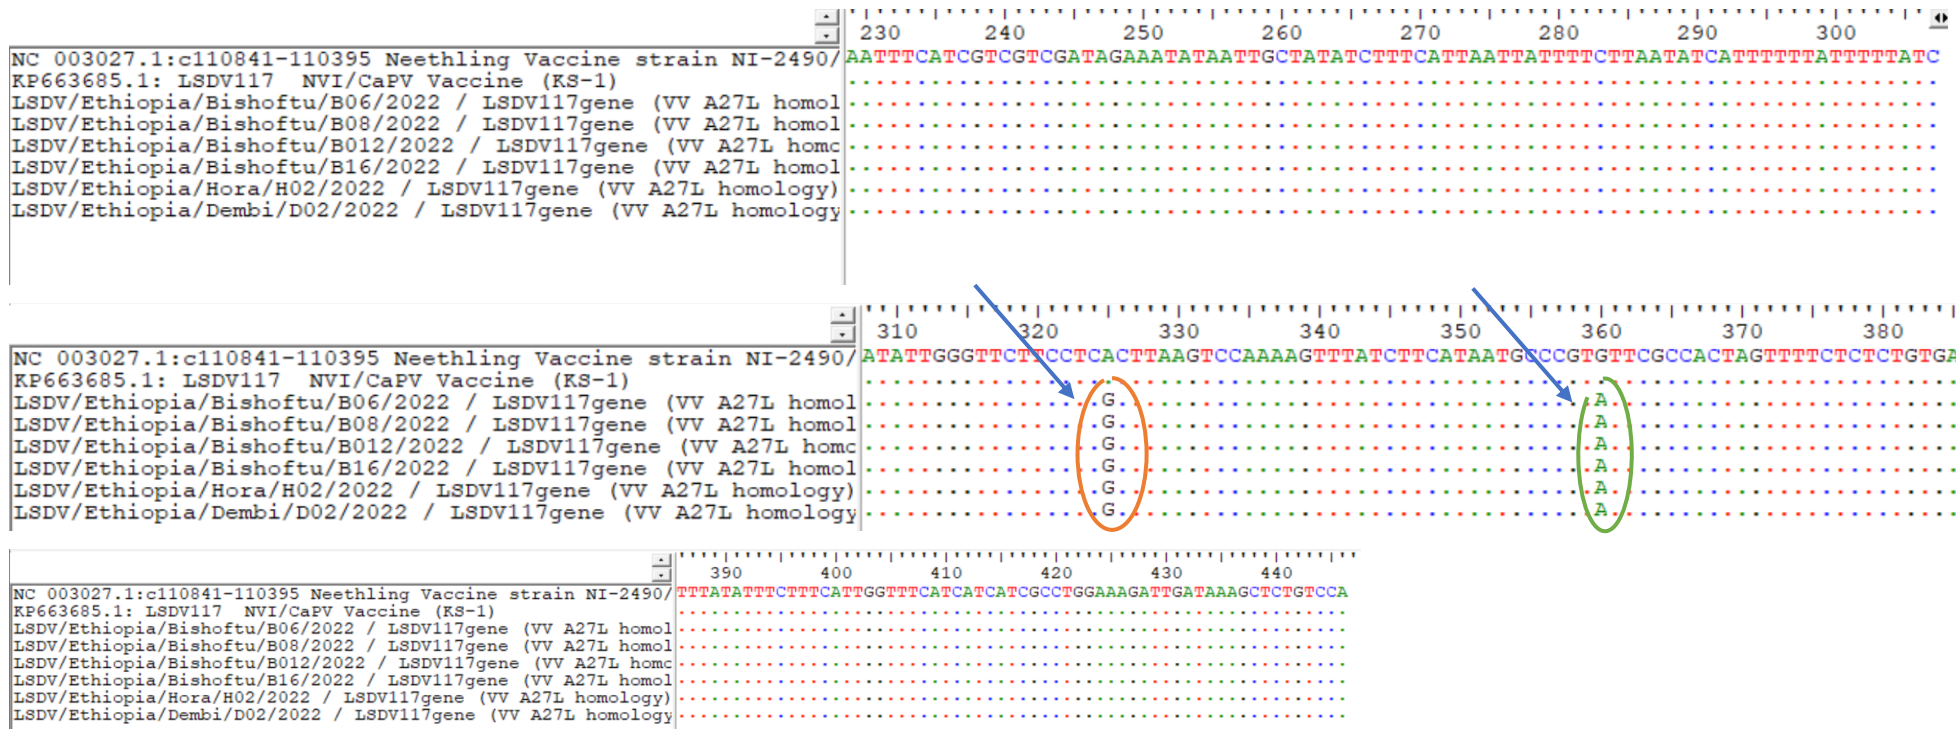 230 240 250 260 270 280 290 300
NC 003027.1:c110841-110395 Neethling Vaccine strain NI-2490/ AATTTCATCGTCGTCGATAGAAATATAATTGCTATATCTTTCATTAATTATTTTCTTAATATCATTTTTTATTTTTATC
KP663685.1: LSDV117 NVI/CaPV Vaccine (KS-1)
LSDV/Ethiopia/Bishoftu/B06/2022 / LSDV117gene (VV A27L homol
LSDV/Ethiopia/Bishoftu/B08/2022 / LSDV117gene (VV A27L homol
LSDV/Ethiopia/Bishoftu/B012/2022 / LSDV117gene (VV A27L homo
LSDV/Ethiopia/Bishoftu/B16/2022 / LSDV117gene (VV A27L homol
LSDV/Ethiopia/Hora/H02/2022 / LSDV117gene (VV A27L homology)
LSDV/Ethiopia/Dembi/D02/2022 / LSDV117gene (VV A27L homology
310 320 330 340 350 360 370 380
NC 003027.1:c110841-110395 Neethling Vaccine strain NI-2490/ ATATTGGGTTCTTCCTCACTTAAGTCCAAAAGTTTATCTTCATAATGCCCGTGTTCGCCACTAGTTTTCTCTCTGTGA
KP663685.1: LSDV117 NVI/CaPV Vaccine (KS-1)
LSDV/Ethiopia/Bishoftu/B06/2022 / LSDV117gene (VV A27L homol G A
LSDV/Ethiopia/Bishoftu/B08/2022 / LSDV117gene (VV A27L homol G A
LSDV/Ethiopia/Bishoftu/B012/2022 / LSDV117gene (VV A27L homo G A
LSDV/Ethiopia/Bishoftu/B16/2022 / LSDV117gene (VV A27L homol G A
LSDV/Ethiopia/Hora/H02/2022 / LSDV117gene (VV A27L homology) G A
LSDV/Ethiopia/Dembi/D02/2022 / LSDV117gene (VV A27L homology G A
390 400 410 420 430 440
NC 003027.1:c110841-110395 Neethling Vaccine strain NI-2490/ TTTATATTTCTTTCATTGGTTTCATCATCATCGCCTGGAAAGATTGATAAAGCTCTGTCCA
KP663685.1: LSDV117 NVI/CaPV Vaccine (KS-1)
LSDV/Ethiopia/Bishoftu/B06/2022 / LSDV117gene (VV A27L homol
LSDV/Ethiopia/Bishoftu/B08/2022 / LSDV117gene (VV A27L homol
LSDV/Ethiopia/Bishoftu/B012/2022 / LSDV117gene (VV A27L homo
LSDV/Ethiopia/Bishoftu/B16/2022 / LSDV117gene (VV A27L homol
LSDV/Ethiopia/Hora/H02/2022 / LSDV117gene (VV A27L homology)
LSDV/Ethiopia/Dembi/D02/2022 / LSDV117gene (VV A27L homology